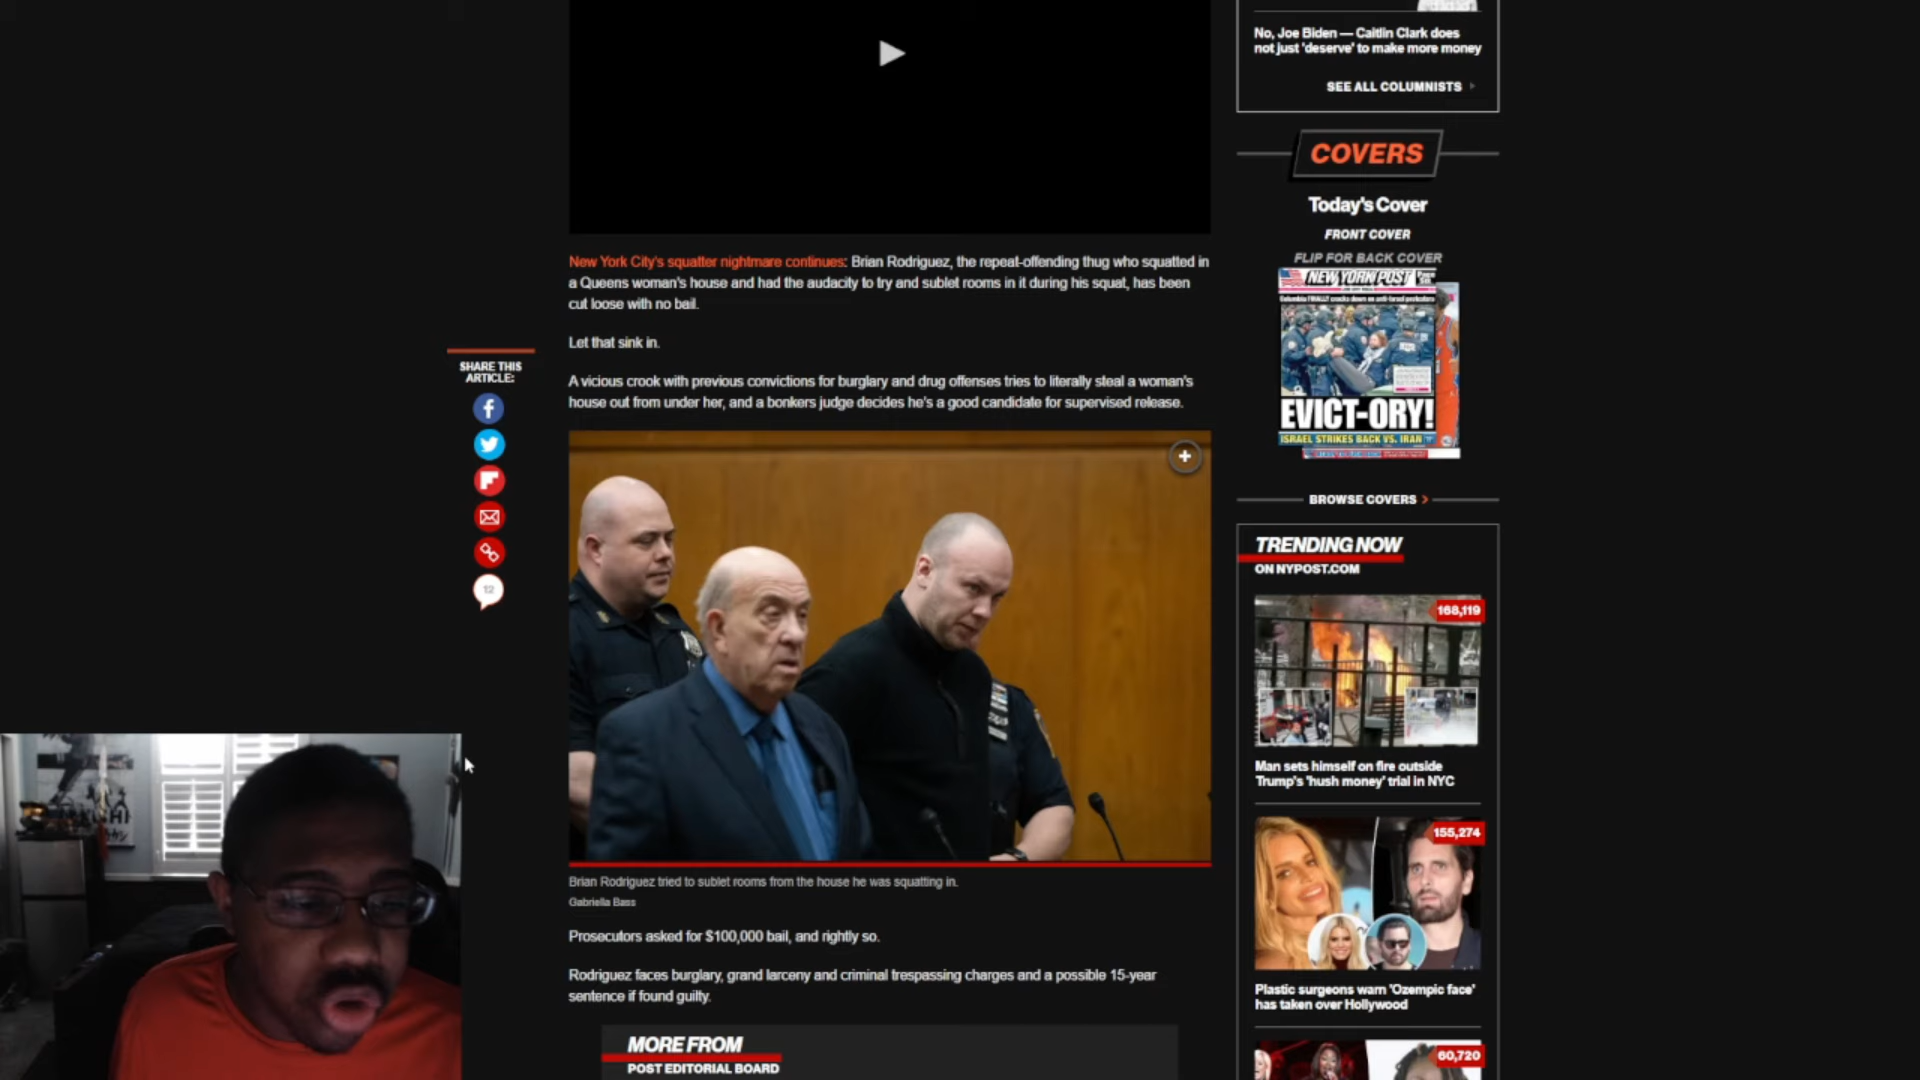 No, Joe Biden — Caitlin Clark does
not just 'deserve' to make more money
SEE ALL COLUMNISTS
COVERS
Today's Cover
FRONT COVER
FLIP FOR BACK COVER
NEW YORK POST
Columbia FINALLY cracks down on anti-Israel protesters
EVICT-ORY!
ISRAEL STRIKES BACK VS. IRAN
BROWSE COVERS >
New York City's squatter nightmare continues: Brian Rodriguez, the repeat-offending thug who squatted in
a Queens woman's house and had the audacity to try and sublet rooms in it during his squat, has been
cut loose with no bail.
Let that sink in.
A vicious crook with previous convictions for burglary and drug offenses tries to literally steal a woman's
house out from under her, and a bonkers judge decides he's a good candidate for supervised release.
SHARE THIS
ARTICLE:
12
Brian Rodriguez tried to sublet rooms from the house he was squatting in.
Gabriella Bass
Prosecutors asked for $100,000 bail, and rightly so.
Rodriguez faces burglary, grand larceny and criminal trespassing charges and a possible 15-year
sentence if found guilty.
MORE FROM
POST EDITORIAL BOARD
TRENDING NOW
ON NYPOST.COM
168,119
Man sets himself on fire outside
Trump's 'hush money' trial in NYC
155,274
Plastic surgeons warn 'Ozempic face'
has taken over Hollywood
60,720